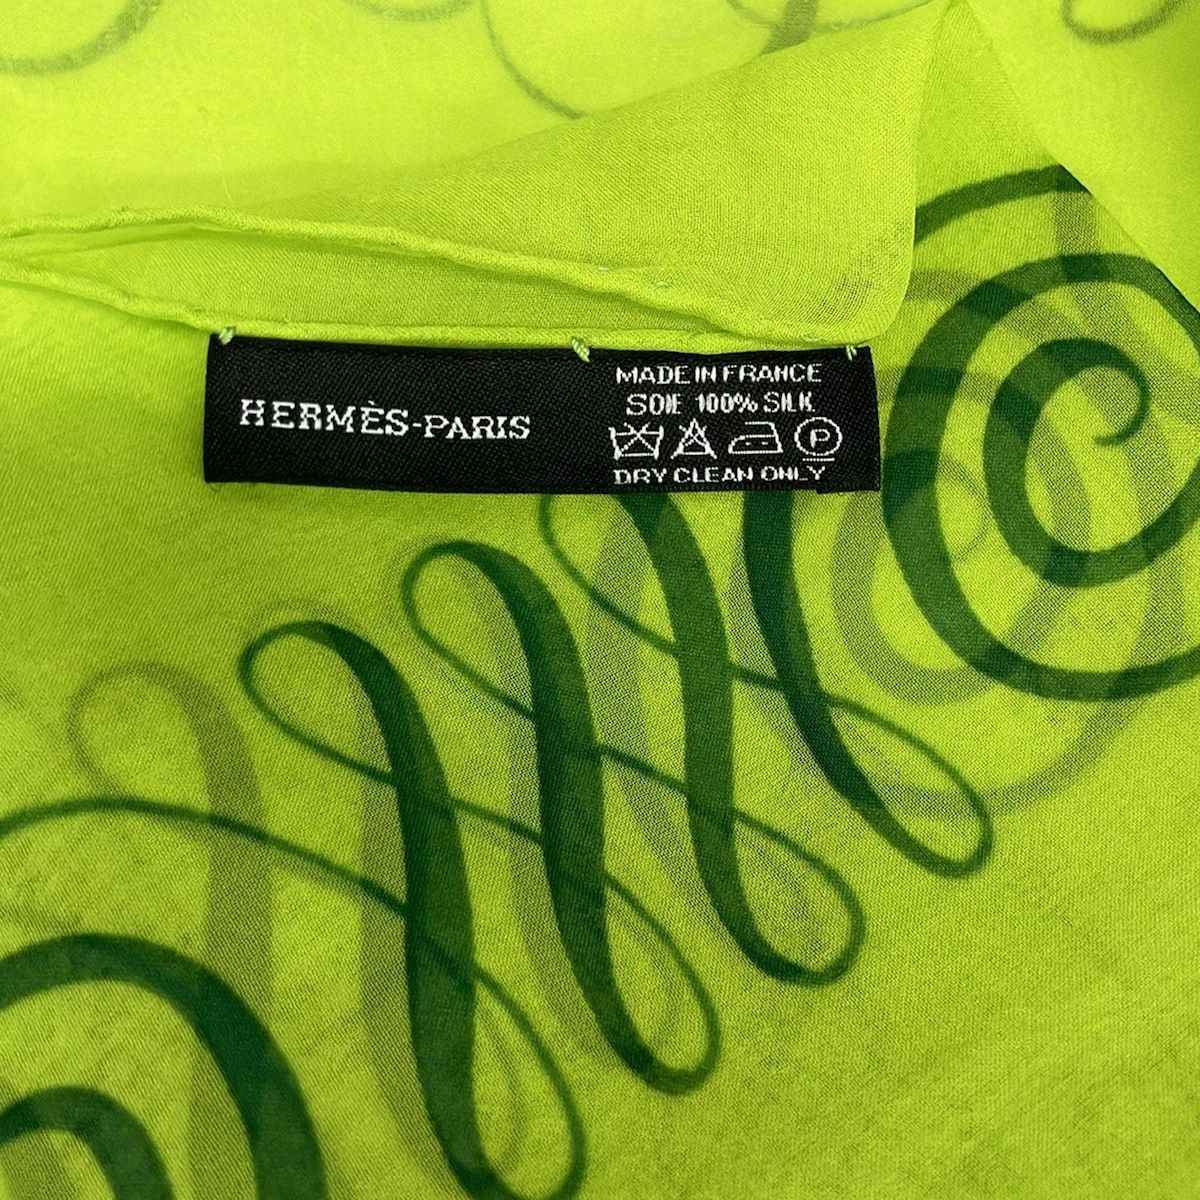 HERMÈS-PARIS
MADE IN FRANCE
SOIE 100% SILK
P
DRY CLEAN ONLY